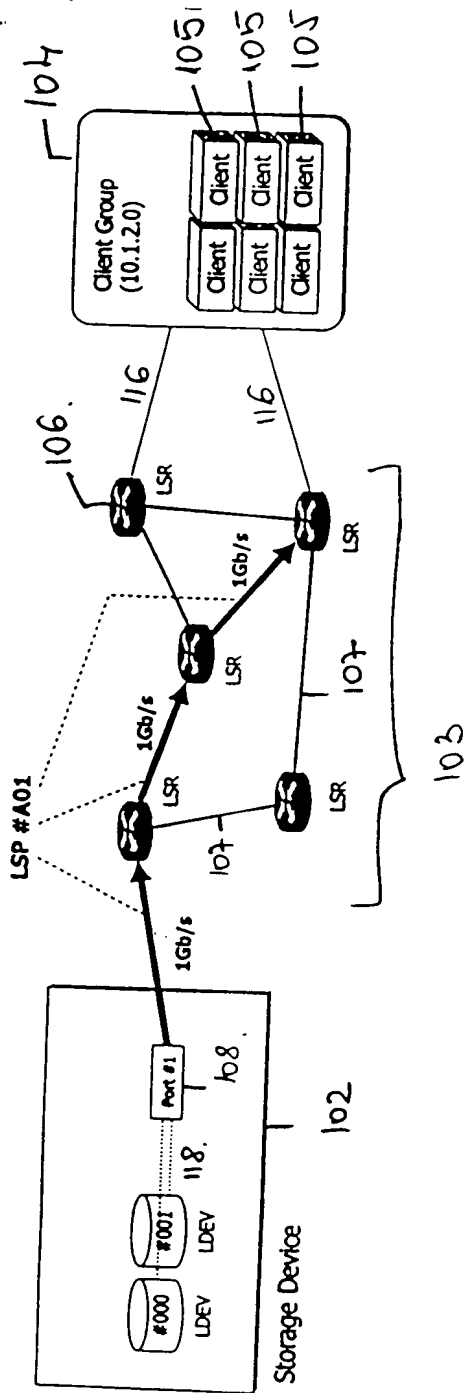 LSP #A01
106.
104
Client Group
(10.1.2.0)
Client
Client
Client
Client
Client
Client
105
105
105
116
116
LSR
LSR
LSR
LSR
LSR
1Gb/s
1Gb/s
1Gb/s
107
107
103
#000
#001
LDEV
LDEV
118.
Port #1
108.
102
Storage Device